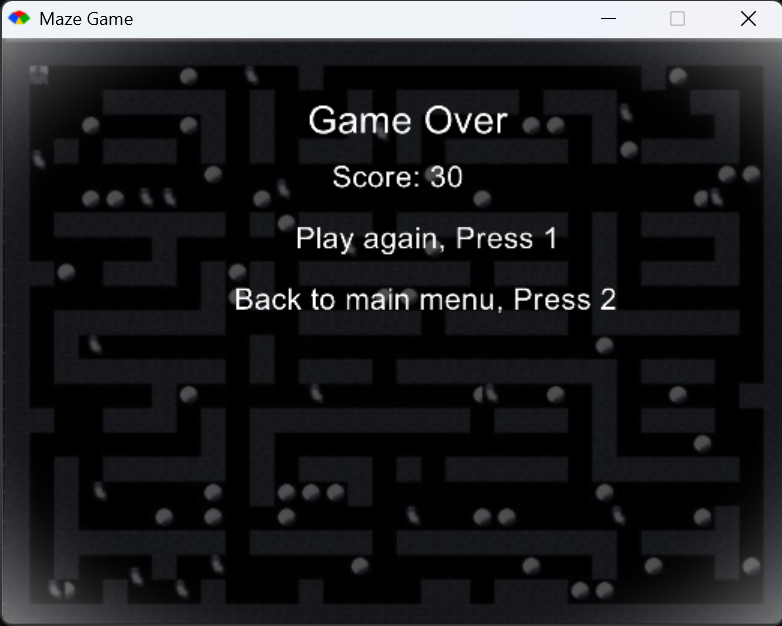 Maze Game
Game Over
Score: 30
Play again, Press 1
Back to main menu, Press 2